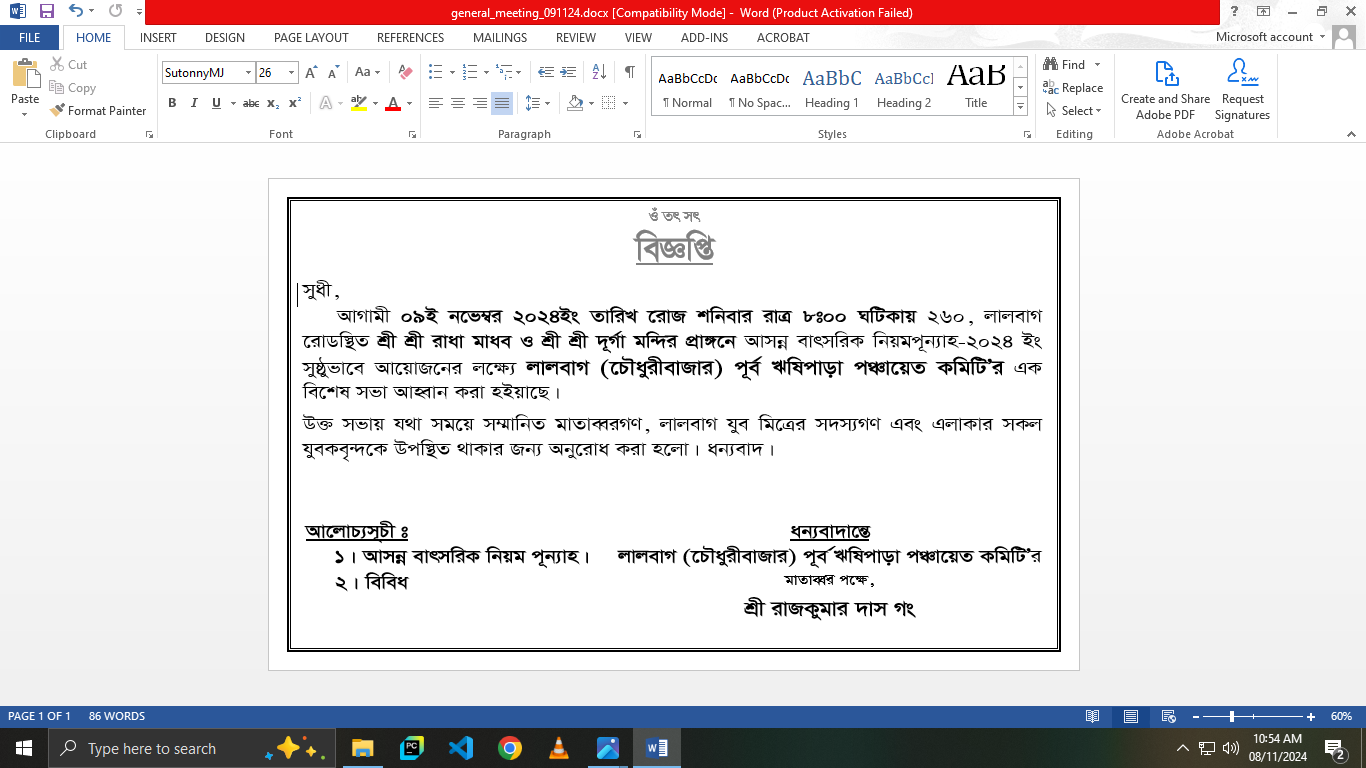 general_meeting_091124.docx [Compatibility Mode] - Word (Product Activation Failed)
FILE HOME INSERT DESIGN PAGE LAYOUT REFERENCES MAILINGS REVIEW VIEW ADD-INS ACROBAT Microsoft account
Paste Cut Copy Format Painter
SutonnyMJ 26
AaBbCcDc AaBbCcDc AaBbC AaBbCcI AaB
¶ Normal ¶ No Spac... Heading 1 Heading 2 Title
Find Replace Select
Create and Share Adobe PDF
Request Signatures
Clipboard Font Paragraph Styles Editing Adobe Acrobat
ওঁ তৎ সৎ
বিজ্ঞপ্তি
সুধী,
আগামী ০৯ই নভেম্বর ২০২৪ইং তারিখ রোজ শনিবার রাত্র ৮ঃ০০ ঘটিকায় ২৬০, লালবাগ
রোডস্থিত শ্রী শ্রী রাধা মাধব ও শ্রী শ্রী দূর্গা মন্দির প্রাঙ্গনে আসন্ন বাৎসরিক নিয়মপূন্যাহ-২০২৪ ইং
সুষ্ঠুভাবে আয়োজনের লক্ষ্যে লালবাগ (চৌধুরীবাজার) পূর্ব ঋষিপাড়া পঞ্চায়েত কমিটি’র এক
বিশেষ সভা আহ্বান করা হইয়াছে।
উক্ত সভায় যথা সময়ে সম্মানিত মাতাব্বরগণ, লালবাগ যুব মিত্রের সদস্যগণ এবং এলাকার সকল
যুবকবৃন্দকে উপস্থিত থাকার জন্য অনুরোধ করা হলো। ধন্যবাদ।
আলোচ্যসূচী ঃ
১। আসন্ন বাৎসরিক নিয়ম পূন্যাহ।
২। বিবিধ
ধন্যবাদান্তে
লালবাগ (চৌধুরীবাজার) পূর্ব ঋষিপাড়া পঞ্চায়েত কমিটি’র
মাতাব্বর পক্ষে,
শ্রী রাজকুমার দাস গং
PAGE 1 OF 1 86 WORDS 60%
Type here to search
10:54 AM
08/11/2024
2